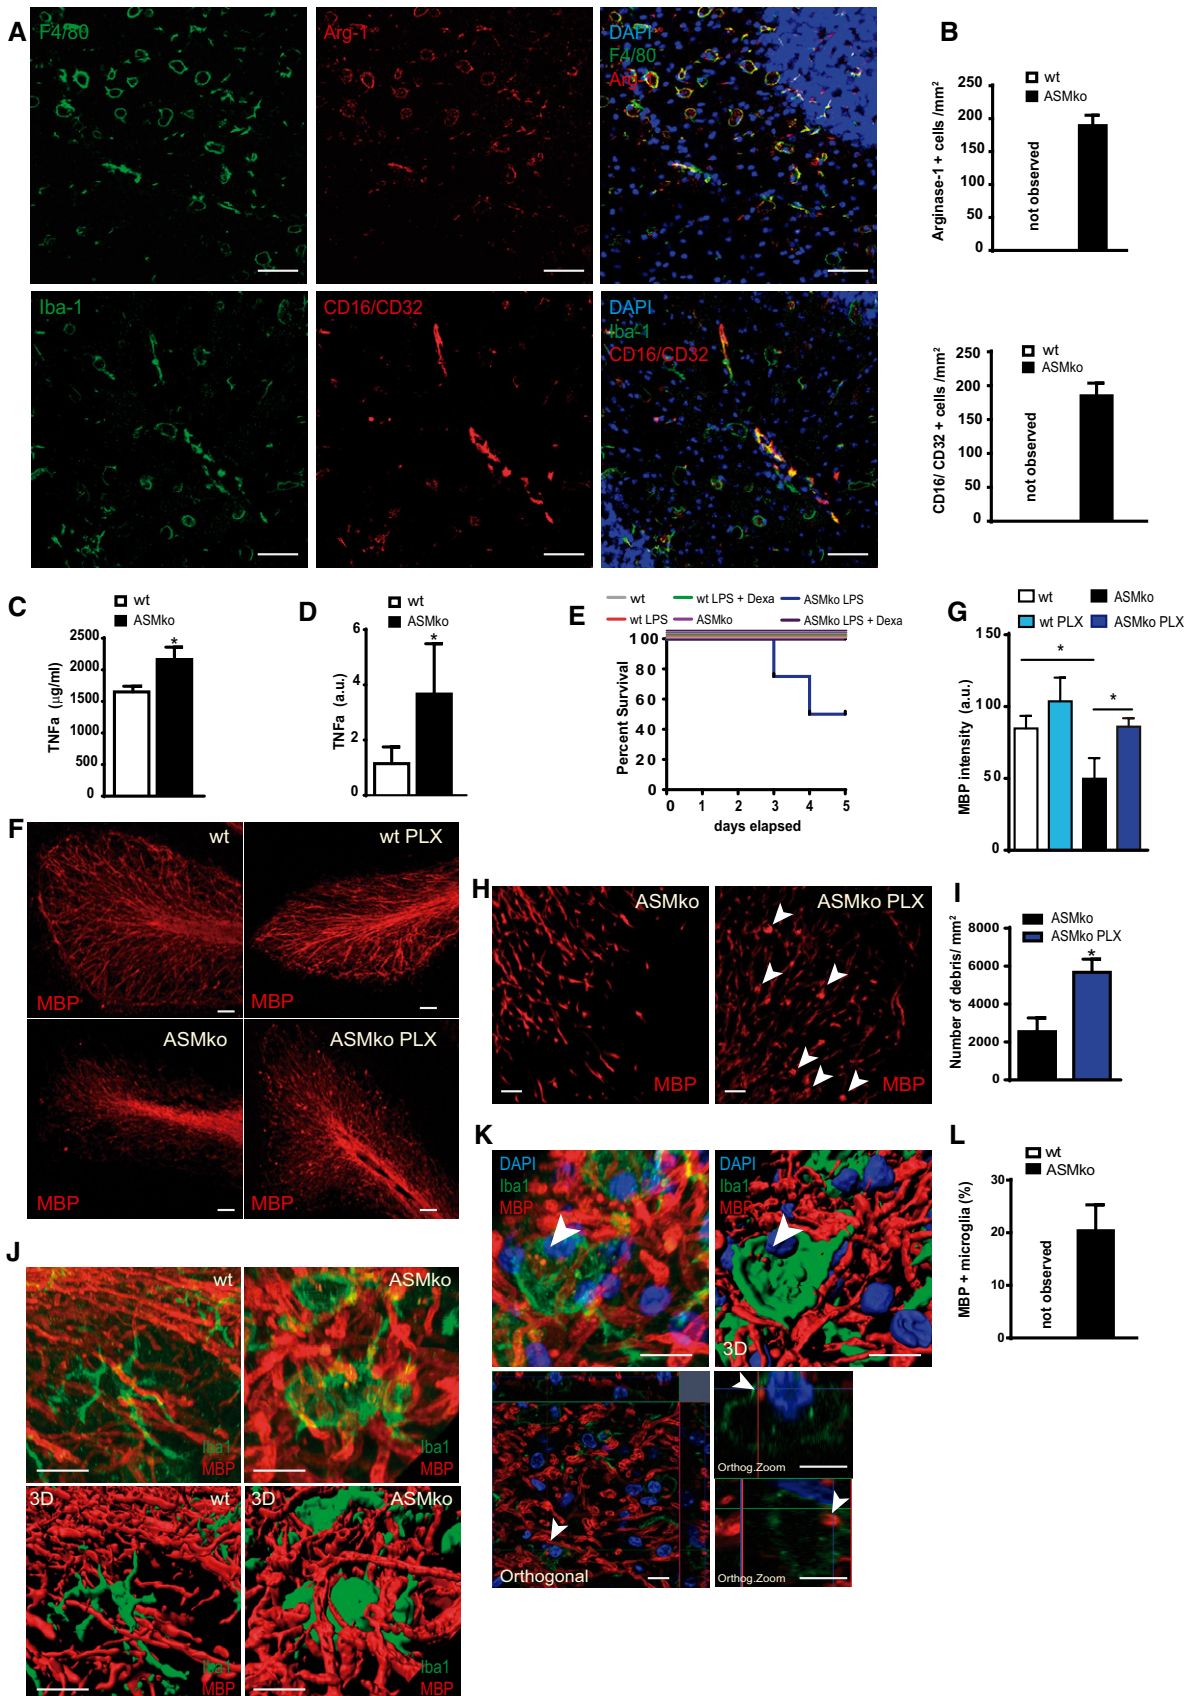 A
F4/80
Arg-1
DAPI
F4/80
Arg-1
Iba-1
CD16/CD32
DAPI
Iba-1
CD16/CD32
B
wt
ASMko
Arginase-1 + cells /mm²
250
200
150
100
50
0
not observed
wt
ASMko
CD16/ CD32 + cells /mm²
250
200
150
100
50
0
not observed
C
wt
ASMko
TNFa (µg/ml)
2500
2000
1500
1000
500
0
*
D
wt
ASMko
TNFa (a.u.)
6
4
2
0
*
E
wt
wt LPS + Dexa
ASMko LPS
wt LPS
ASMko
ASMko LPS + Dexa
Percent Survival
100
80
60
40
20
0
0 1 2 3 4 5
days elapsed
G
wt
ASMko
wt PLX
ASMko PLX
MBP intensity (a.u.)
150
100
50
0
*
*
F
wt
MBP
wt PLX
MBP
ASMko
MBP
ASMko PLX
MBP
H
ASMko
MBP
ASMko PLX
MBP
I
ASMko
ASMko PLX
Number of debris/ mm²
8000
6000
4000
2000
0
*
J
wt
Iba1
MBP
ASMko
Iba1
MBP
3D
wt
Iba1
MBP
3D
ASMko
Iba1
MBP
K
DAPI
Iba1
MBP
DAPI
Iba1
MBP
3D
Orthogonal
Orthog.Zoom
Orthog.Zoom
L
wt
ASMko
MBP + microglia (%)
30
20
10
0
not observed